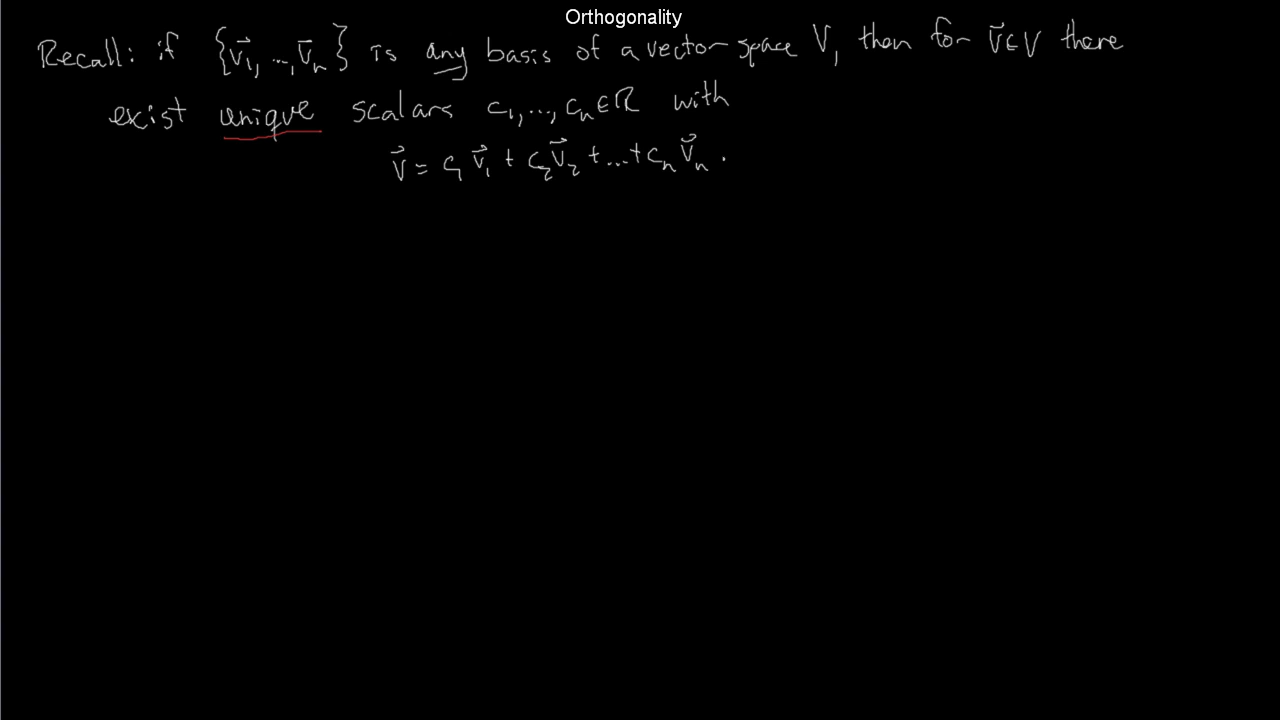 Orthogonality
Recall: if {v⃗₁, ..., v⃗ₙ} is any basis of a vector space V, then for v⃗ ∈ V there
exist unique scalars c₁, ..., cₙ ∈ ℝ with
v⃗ = c₁v⃗₁ + c₂v⃗₂ + ... + cₙv⃗ₙ.